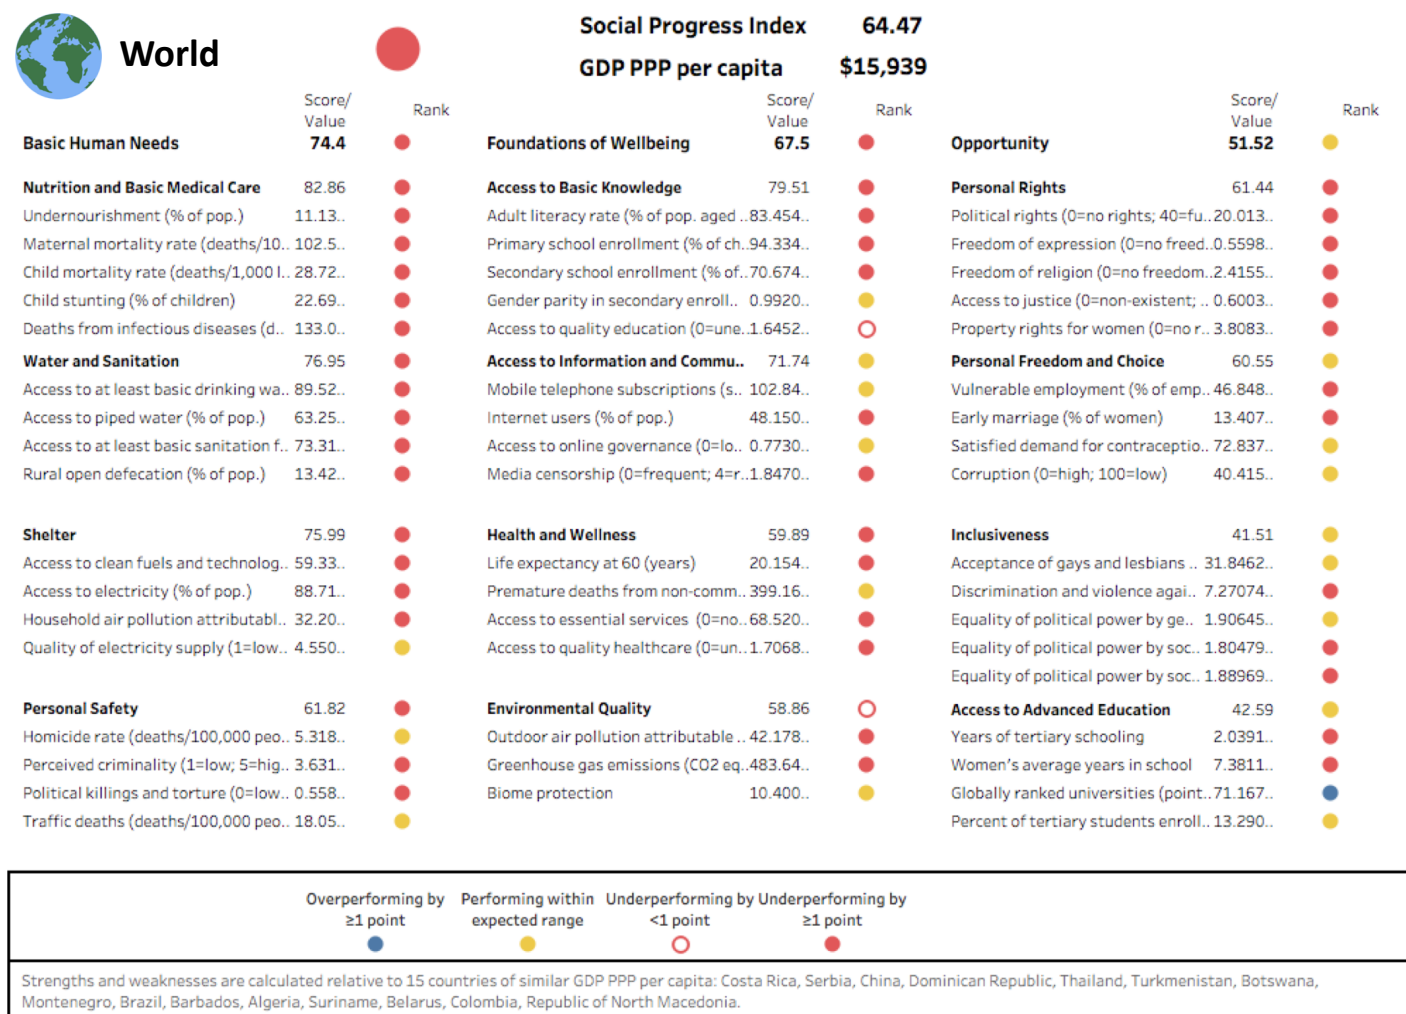 World
Social Progress Index 64.47
GDP PPP per capita $15,939
Score/ Value Rank
Basic Human Needs 74.4
Nutrition and Basic Medical Care 82.86
Undernourishment (% of pop.) 11.13..
Maternal mortality rate (deaths/10.. 102.5..
Child mortality rate (deaths/1,000 l.. 28.72..
Child stunting (% of children) 22.69..
Deaths from infectious diseases (d.. 133.0..
Water and Sanitation 76.95
Access to at least basic drinking wa.. 89.52..
Access to piped water (% of pop.) 63.25..
Access to at least basic sanitation f.. 73.31..
Rural open defecation (% of pop.) 13.42..
Shelter 75.99
Access to clean fuels and technolog.. 59.33..
Access to electricity (% of pop.) 88.71..
Household air pollution attributabl.. 32.20..
Quality of electricity supply (1=low.. 4.550..
Personal Safety 61.82
Homicide rate (deaths/100,000 peo.. 5.318..
Perceived criminality (1=low; 5=hig.. 3.631..
Political killings and torture (0=low.. 0.558..
Traffic deaths (deaths/100,000 peo.. 18.05..
Score/ Value Rank
Foundations of Wellbeing 67.5
Access to Basic Knowledge 79.51
Adult literacy rate (% of pop. aged ..83.454..
Primary school enrollment (% of ch..94.334..
Secondary school enrollment (% of..70.674..
Gender parity in secondary enroll.. 0.9920..
Access to quality education (0=une..1.6452..
Access to Information and Commu.. 71.74
Mobile telephone subscriptions (s.. 102.84..
Internet users (% of pop.) 48.150..
Access to online governance (0=lo.. 0.7730..
Media censorship (0=frequent; 4=r..1.8470..
Health and Wellness 59.89
Life expectancy at 60 (years) 20.154..
Premature deaths from non-comm..399.16..
Access to essential services (0=no..68.520..
Access to quality healthcare (0=un..1.7068..
Environmental Quality 58.86
Outdoor air pollution attributable ..42.178..
Greenhouse gas emissions (CO2 eq..483.64..
Biome protection 10.400..
Score/ Value Rank
Opportunity 51.52
Personal Rights 61.44
Political rights (0=no rights; 40=fu..20.013..
Freedom of expression (0=no freed..0.5598..
Freedom of religion (0=no freedom..2.4155..
Access to justice (0=non-existent; .. 0.6003..
Property rights for women (0=no r.. 3.8083..
Personal Freedom and Choice 60.55
Vulnerable employment (% of emp..46.848..
Early marriage (% of women) 13.407..
Satisfied demand for contraceptio.. 72.837..
Corruption (0=high; 100=low) 40.415..
Inclusiveness 41.51
Acceptance of gays and lesbians .. 31.8462..
Discrimination and violence agai.. 7.27074..
Equality of political power by ge.. 1.90645..
Equality of political power by soc.. 1.80479..
Equality of political power by soc.. 1.88969..
Access to Advanced Education 42.59
Years of tertiary schooling 2.0391..
Women's average years in school 7.3811..
Globally ranked universities (point..71.167..
Percent of tertiary students enroll.. 13.290..
Overperforming by ≥1 point
Performing within expected range
Underperforming by <1 point
Underperforming by ≥1 point
Strengths and weaknesses are calculated relative to 15 countries of similar GDP PPP per capita: Costa Rica, Serbia, China, Dominican Republic, Thailand, Turkmenistan, Botswana,
Montenegro, Brazil, Barbados, Algeria, Suriname, Belarus, Colombia, Republic of North Macedonia.